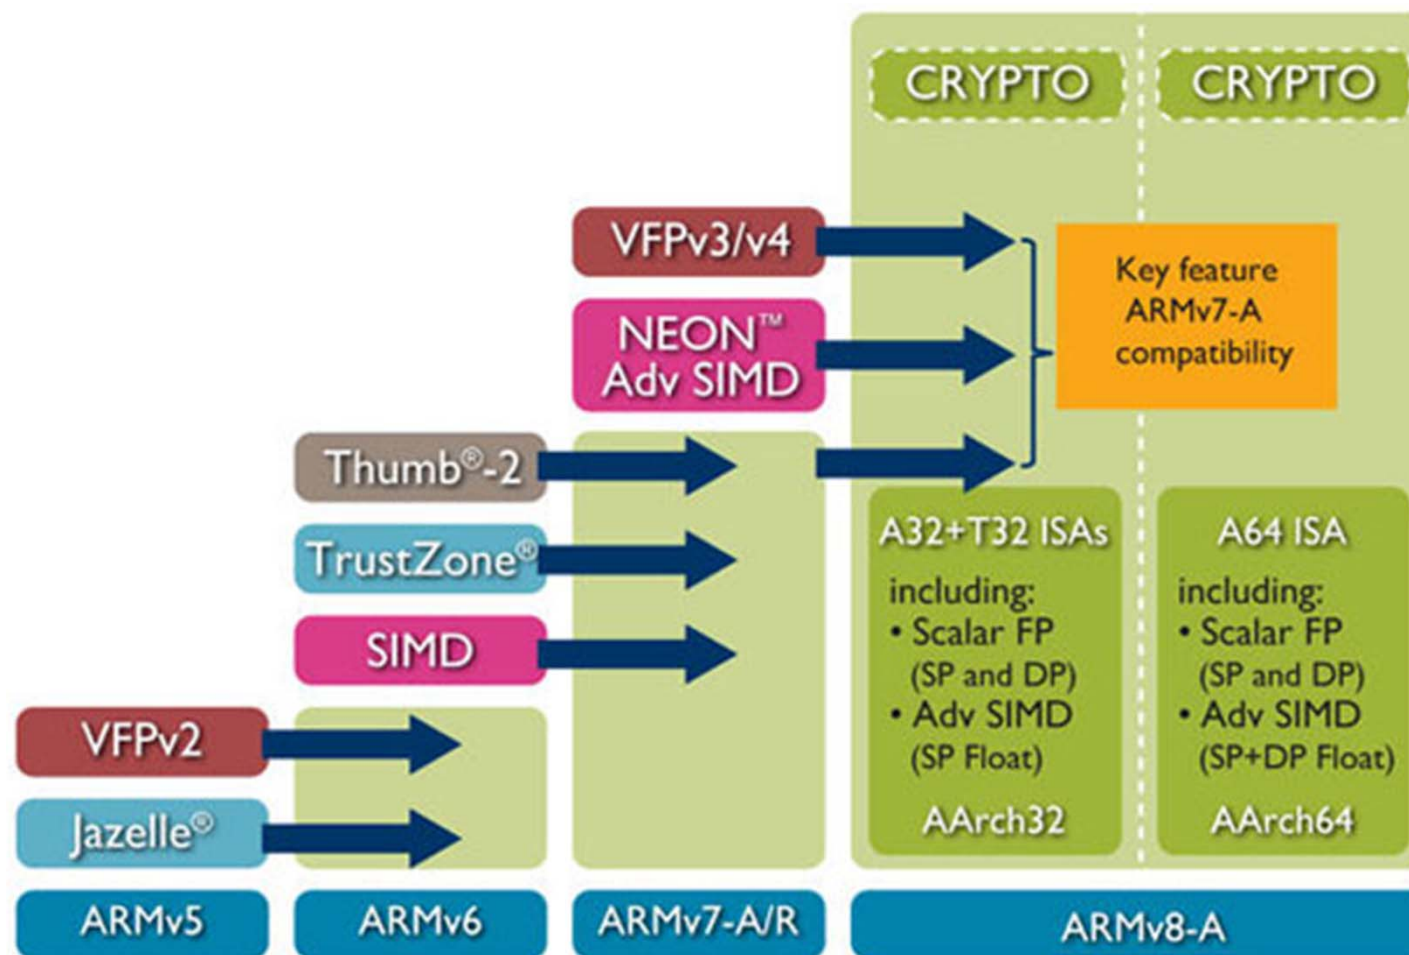 CRYPTO
CRYPTO
VFPv3/v4
Key feature
ARMv7-A
compatibility
NEON™
Adv SIMD
Thumb®-2
TrustZone®
SIMD
A32+T32 ISAs
including:
• Scalar FP
(SP and DP)
• Adv SIMD
(SP Float)
AArch32
A64 ISA
including:
• Scalar FP
(SP and DP)
• Adv SIMD
(SP+DP Float)
AArch64
VFPv2
Jazelle®
ARMv5
ARMv6
ARMv7-A/R
ARMv8-A